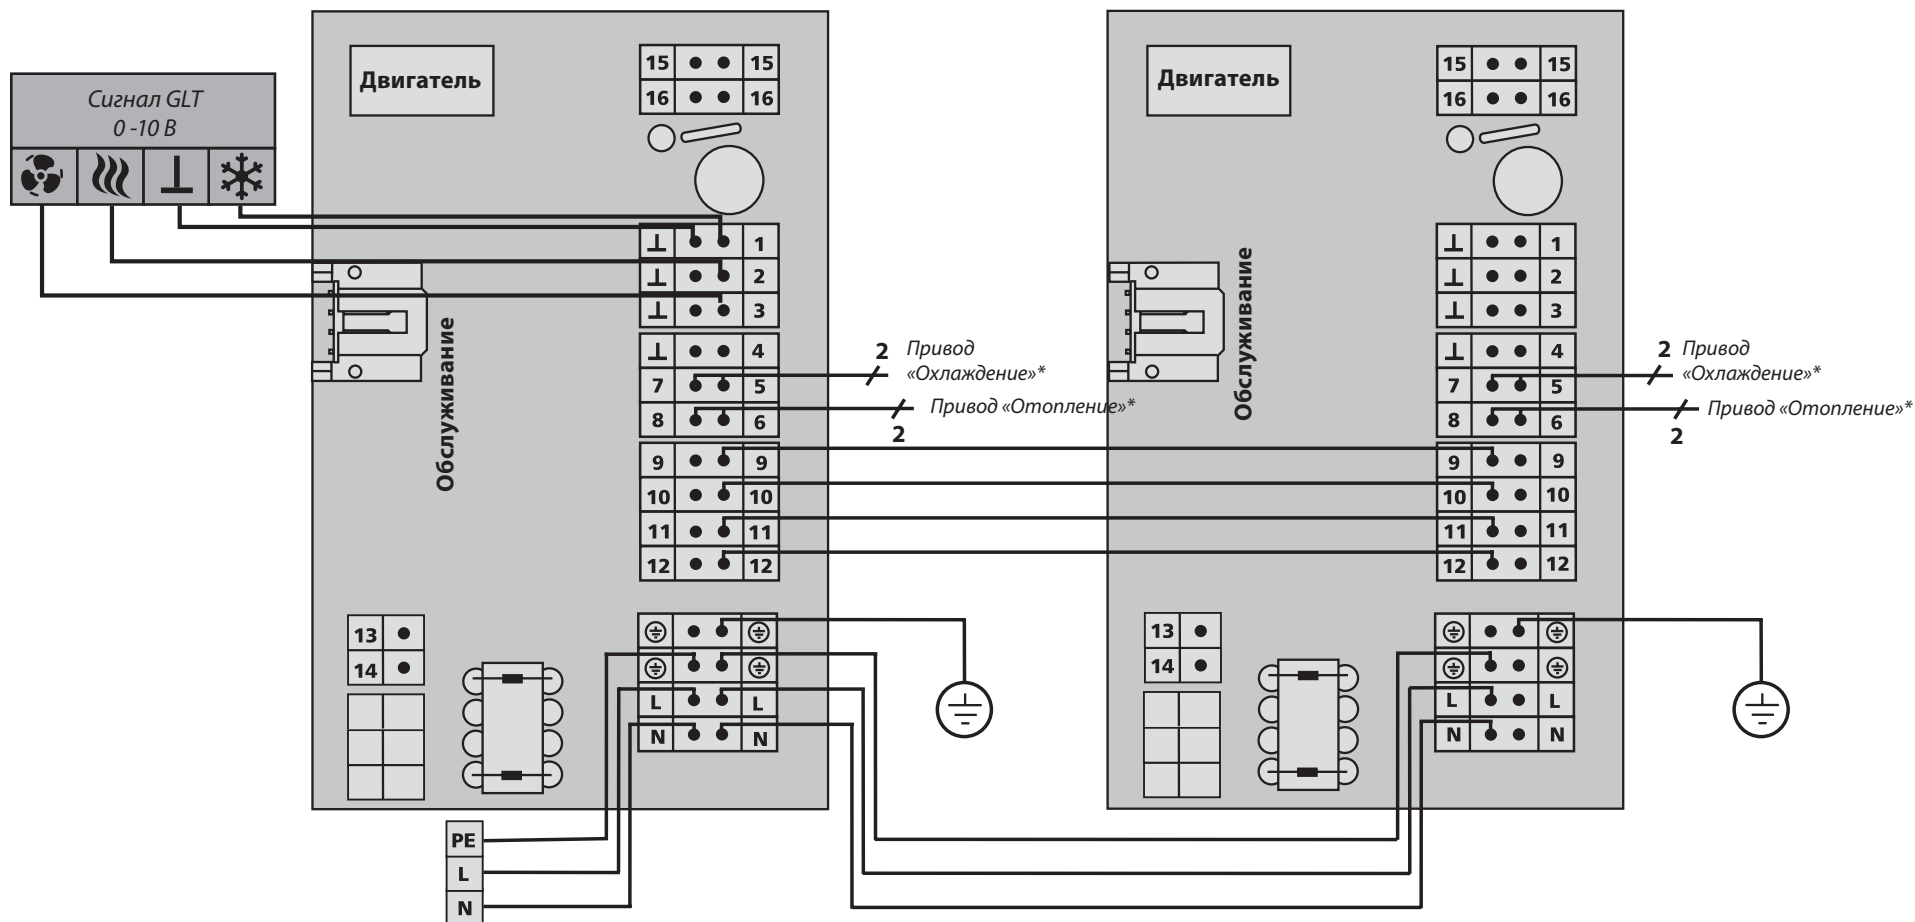 Сигнал GLT
0 -10 В
Двигатель
15 15
16 16
⊥ 1
⊥ 2
⊥ 3
⊥ 4
7 5
8 6
9 9
10 10
11 11
12 12
Обслуживание
2 Привод
«Охлаждение»*
Привод «Отопление»*
2
13
14
L L
N N
PE
L
N
Двигатель
15 15
16 16
⊥ 1
⊥ 2
⊥ 3
⊥ 4
7 5
8 6
9 9
10 10
11 11
12 12
Обслуживание
2 Привод
«Охлаждение»*
Привод «Отопление»*
2
13
14
L L
N N